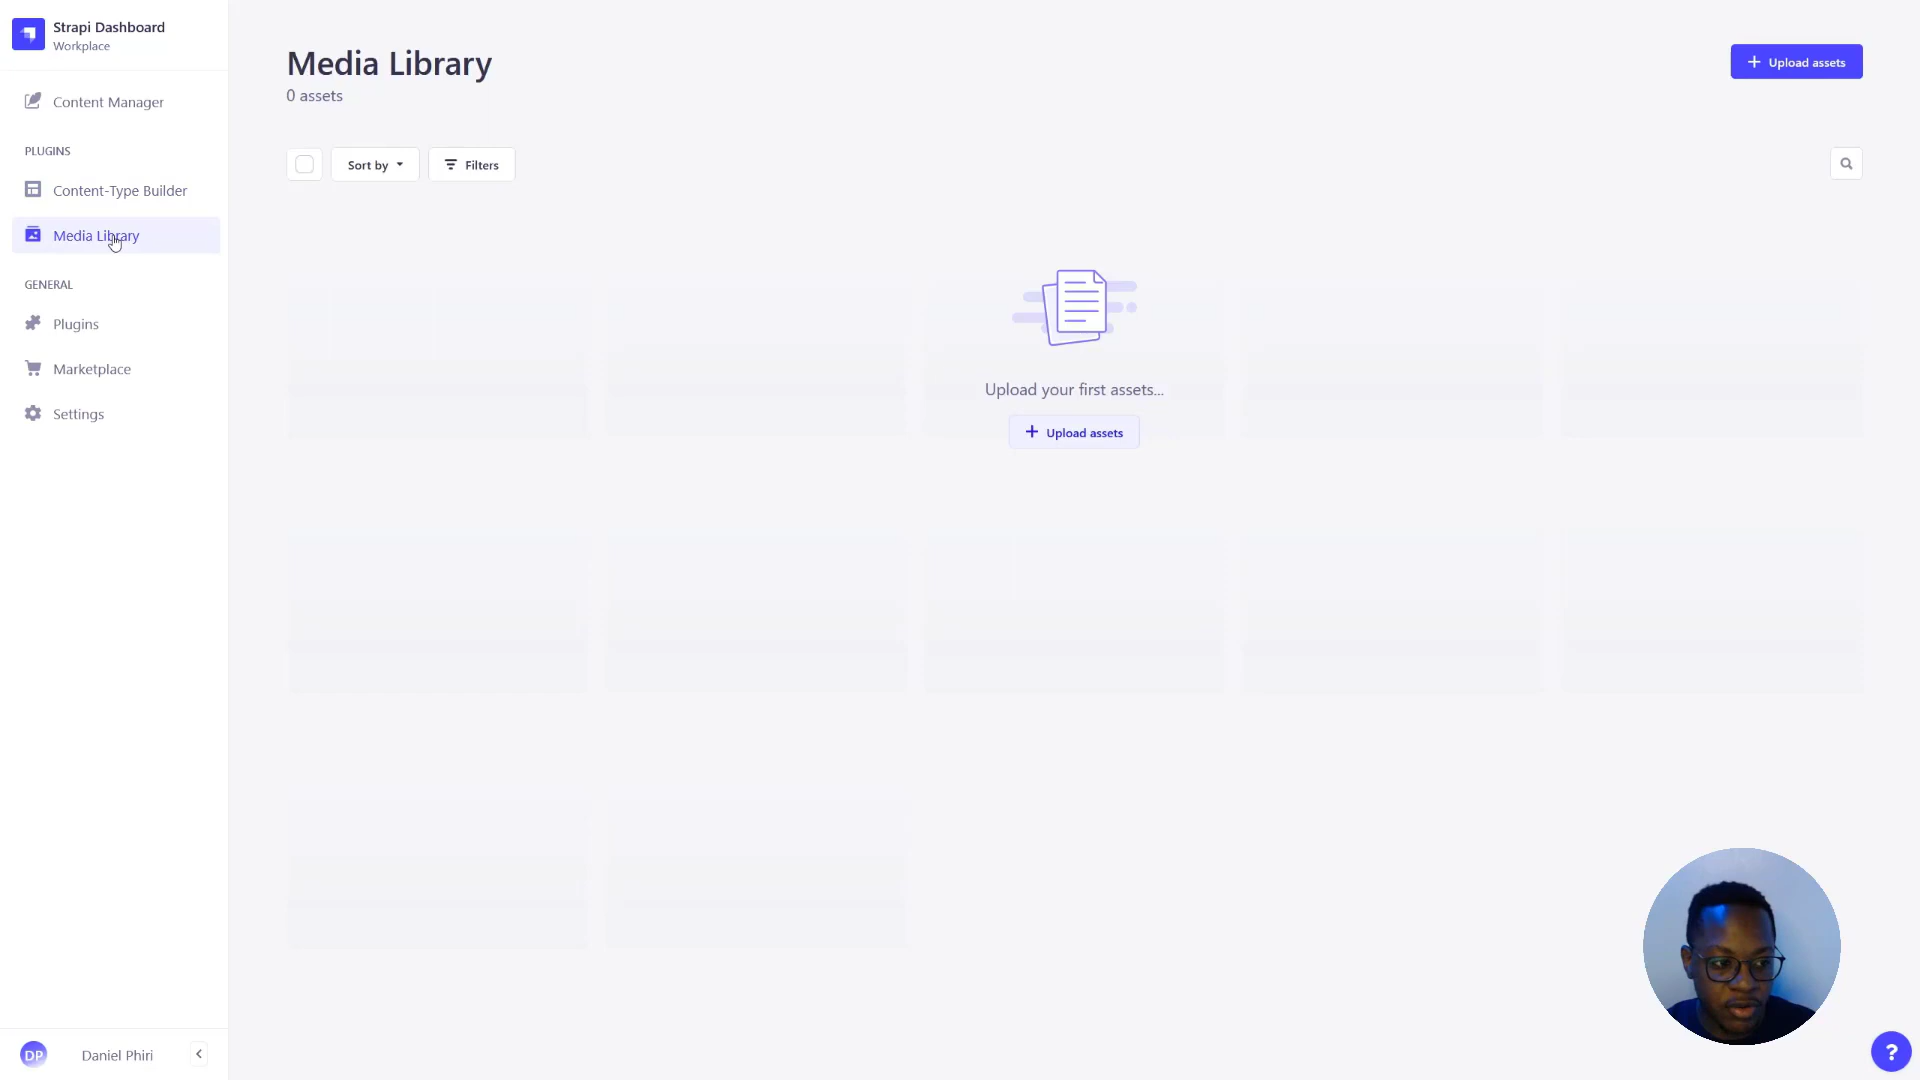 Strapi Dashboard
Workplace
Content Manager
PLUGINS
Content-Type Builder
Media Library
GENERAL
Plugins
Marketplace
Settings
DP
Daniel Phiri
Media Library
0 assets
Upload assets
Sort by
Filters
Upload your first assets...
Upload assets
?